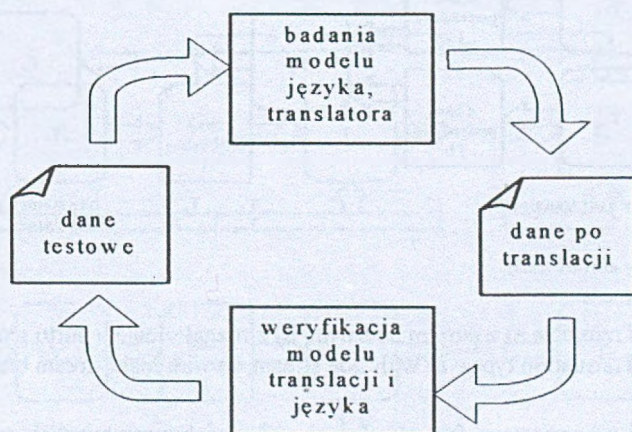 badania
modelu
języka,
translatora
dane
testowe
dane po
translacji
weryfikacja
modelu
translacji i
języka